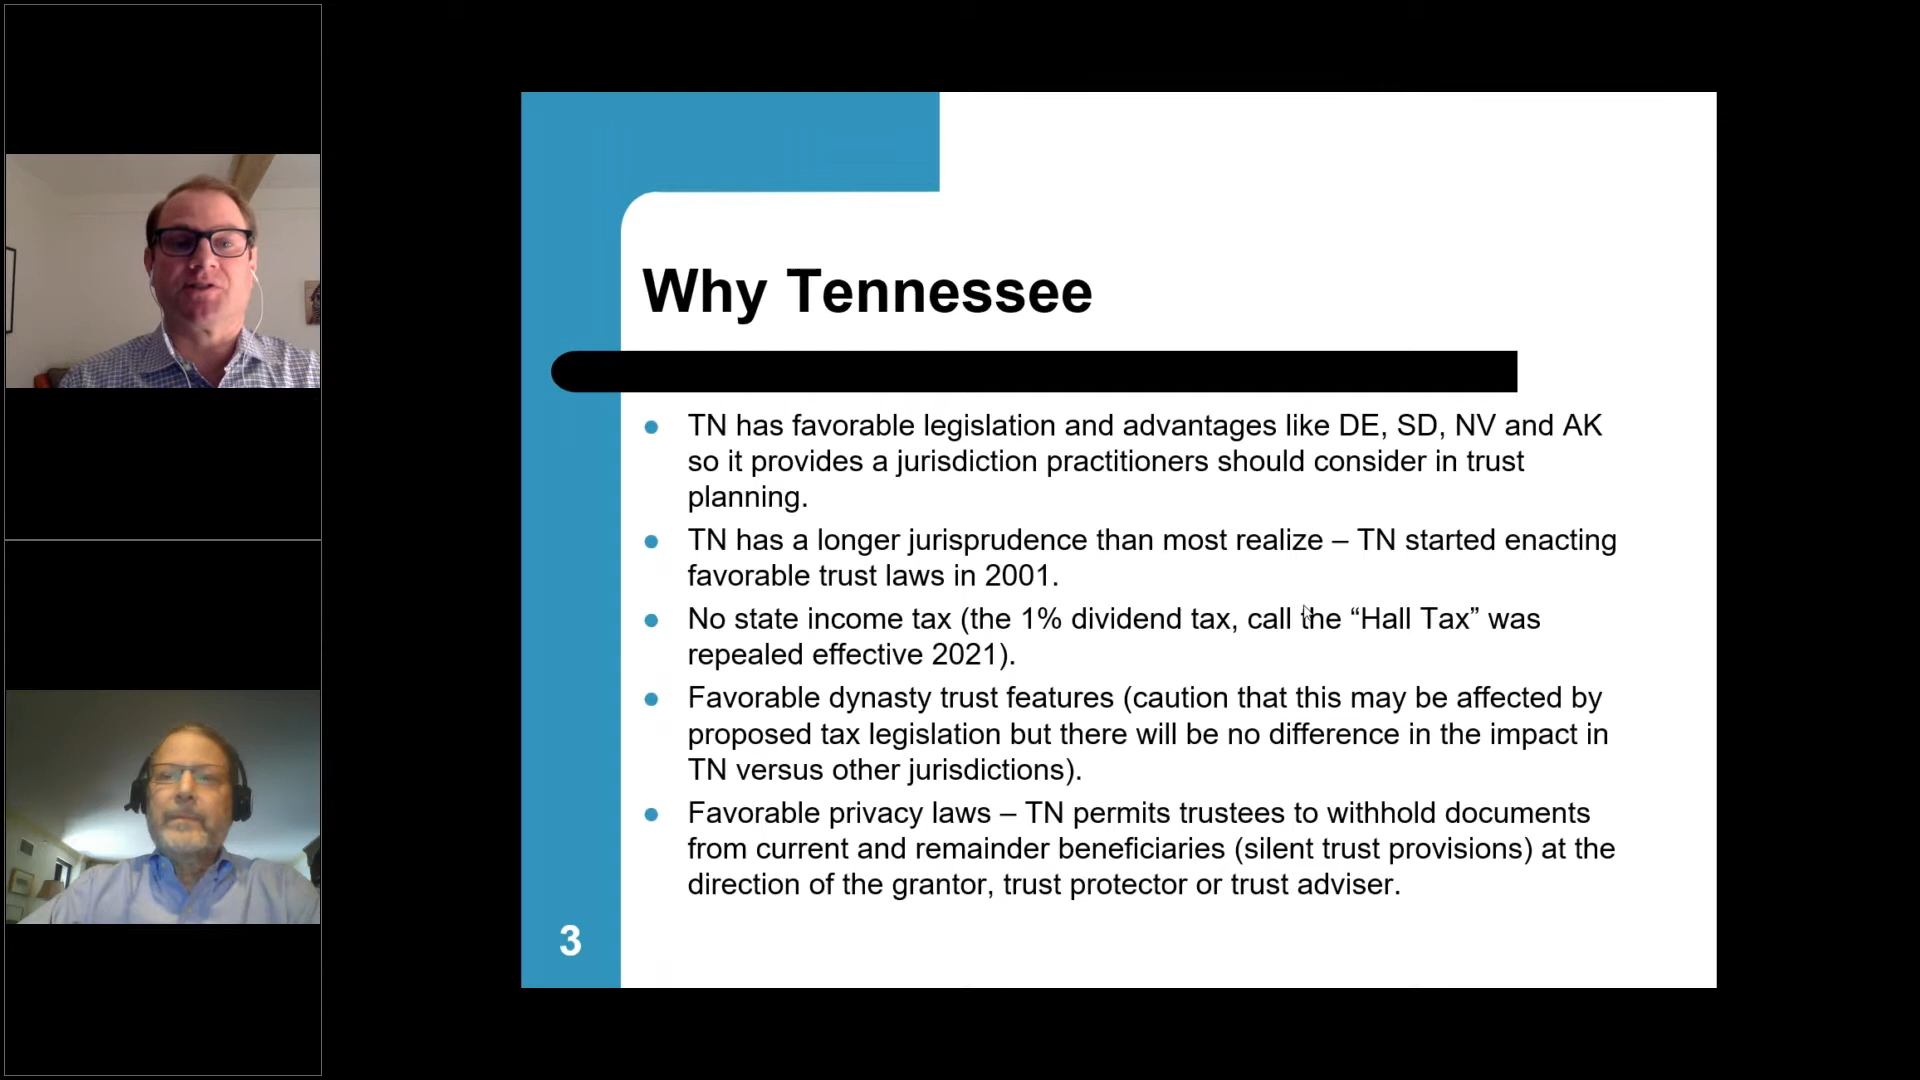 Why Tennessee
TN has favorable legislation and advantages like DE, SD, NV and AK
so it provides a jurisdiction practitioners should consider in trust
planning.
TN has a longer jurisprudence than most realize – TN started enacting
favorable trust laws in 2001.
No state income tax (the 1% dividend tax, call the “Hall Tax” was
repealed effective 2021).
Favorable dynasty trust features (caution that this may be affected by
proposed tax legislation but there will be no difference in the impact in
TN versus other jurisdictions).
Favorable privacy laws – TN permits trustees to withhold documents
from current and remainder beneficiaries (silent trust provisions) at the
direction of the grantor, trust protector or trust adviser.
3